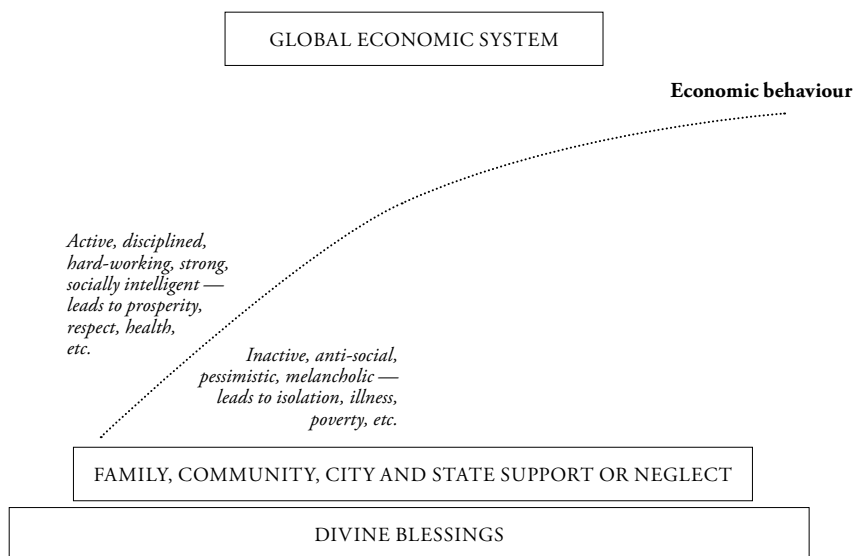 GLOBAL ECONOMIC SYSTEM
Economic behaviour
Active, disciplined,
hard-working, strong,
socially intelligent —
leads to prosperity,
respect, health,
etc.
Inactive, anti-social,
pessimistic, melancholic —
leads to isolation, illness,
poverty, etc.
FAMILY, COMMUNITY, CITY AND STATE SUPPORT OR NEGLECT
DIVINE BLESSINGS